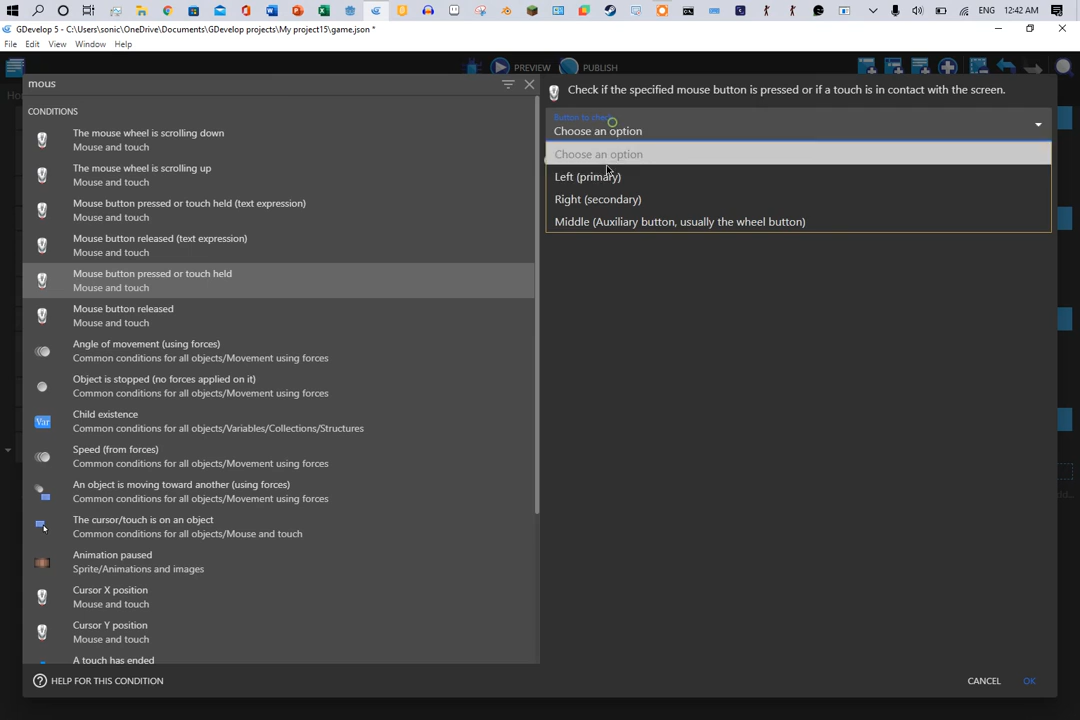 ENG 12:42 AM
GDevelop 5 - C:\Users\sonic\OneDrive\Documents\GDevelop projects\My project15\game.json *
File Edit View Window Help
PREVIEW PUBLISH
mous
CONDITIONS
The mouse wheel is scrolling down
Mouse and touch
The mouse wheel is scrolling up
Mouse and touch
Mouse button pressed or touch held (text expression)
Mouse and touch
Mouse button released (text expression)
Mouse and touch
Mouse button pressed or touch held
Mouse and touch
Mouse button released
Mouse and touch
Angle of movement (using forces)
Common conditions for all objects/Movement using forces
Object is stopped (no forces applied on it)
Common conditions for all objects/Movement using forces
Var
Child existence
Common conditions for all objects/Variables/Collections/Structures
Speed (from forces)
Common conditions for all objects/Movement using forces
An object is moving toward another (using forces)
Common conditions for all objects/Movement using forces
The cursor/touch is on an object
Common conditions for all objects/Mouse and touch
Animation paused
Sprite/Animations and images
Cursor X position
Mouse and touch
Cursor Y position
Mouse and touch
A touch has ended
HELP FOR THIS CONDITION
Check if the specified mouse button is pressed or if a touch is in contact with the screen.
Button to check
Choose an option
Choose an option
Left (primary)
Right (secondary)
Middle (Auxiliary button, usually the wheel button)
CANCEL OK